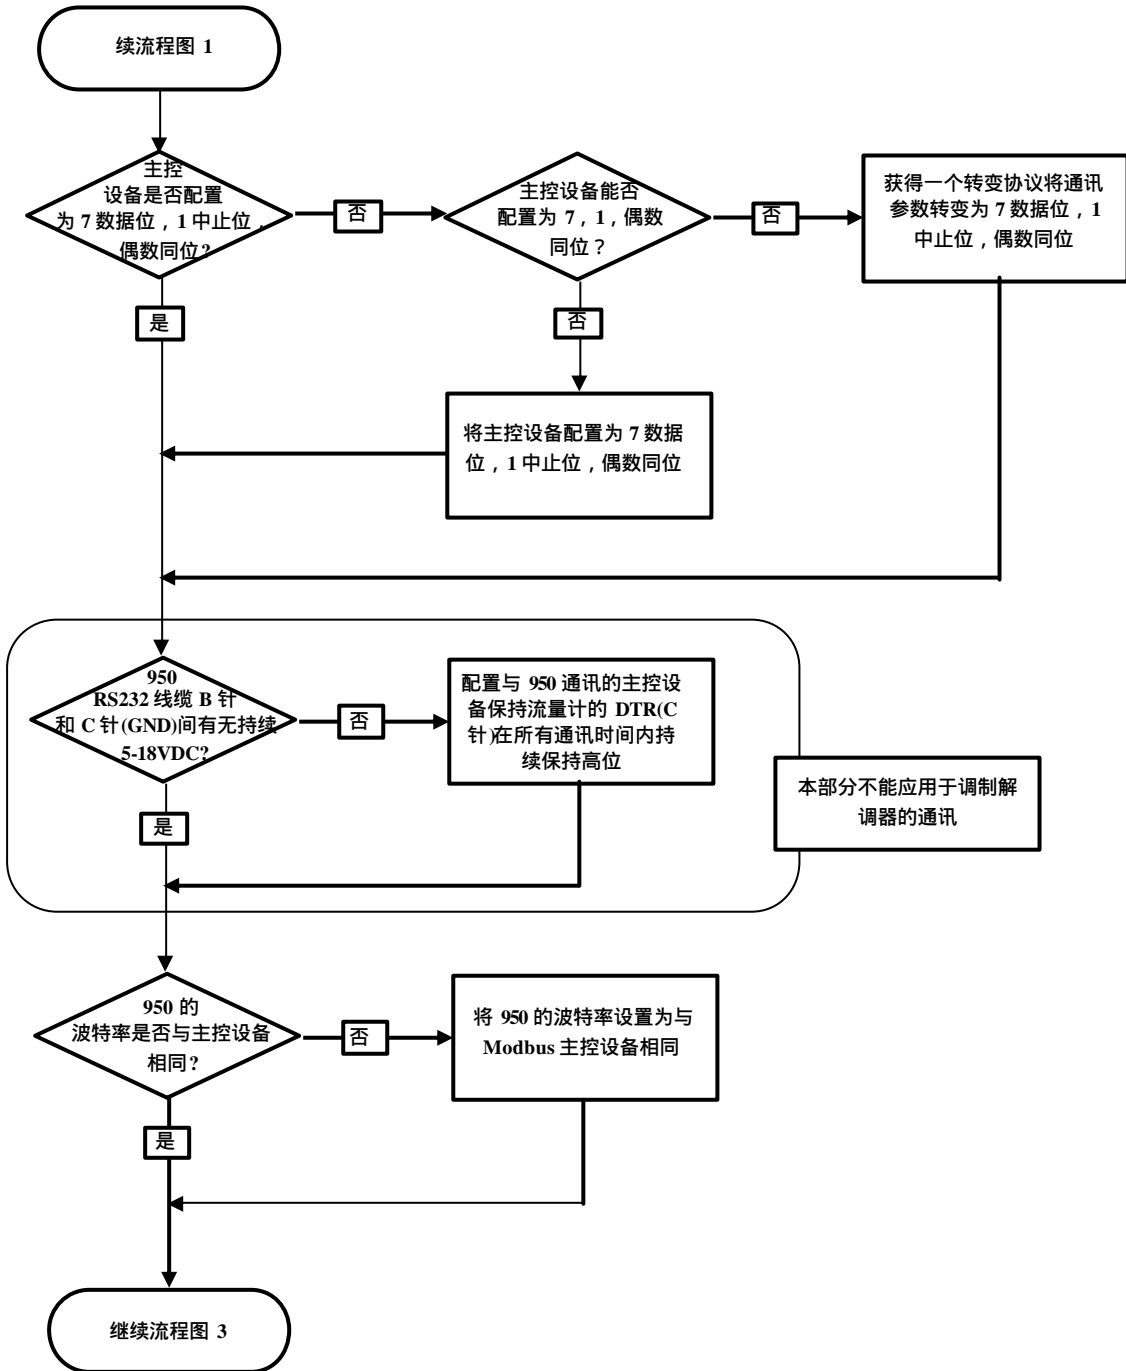 续流程图 1
主控
设备是否配置
为 7 数据位，1 中止位，
偶数同位?
否
主控设备能否
配置为 7，1，偶数
同位？
否
获得一个转变协议将通讯
参数转变为 7 数据位，1
中止位，偶数同位
是
否
将主控设备配置为 7 数据
位，1 中止位，偶数同位
950
RS232 线缆 B 针
和 C 针(GND)间有无持续
5-18VDC?
否
配置与 950 通讯的主控设
备保持流量计的 DTR(C
针)在所有通讯时间内持
续保持高位
本部分不能应用于调制解
调器的通讯
是
950 的
波特率是否与主控设备
相同?
否
将 950 的波特率设置为与
Modbus 主控设备相同
是
继续流程图 3